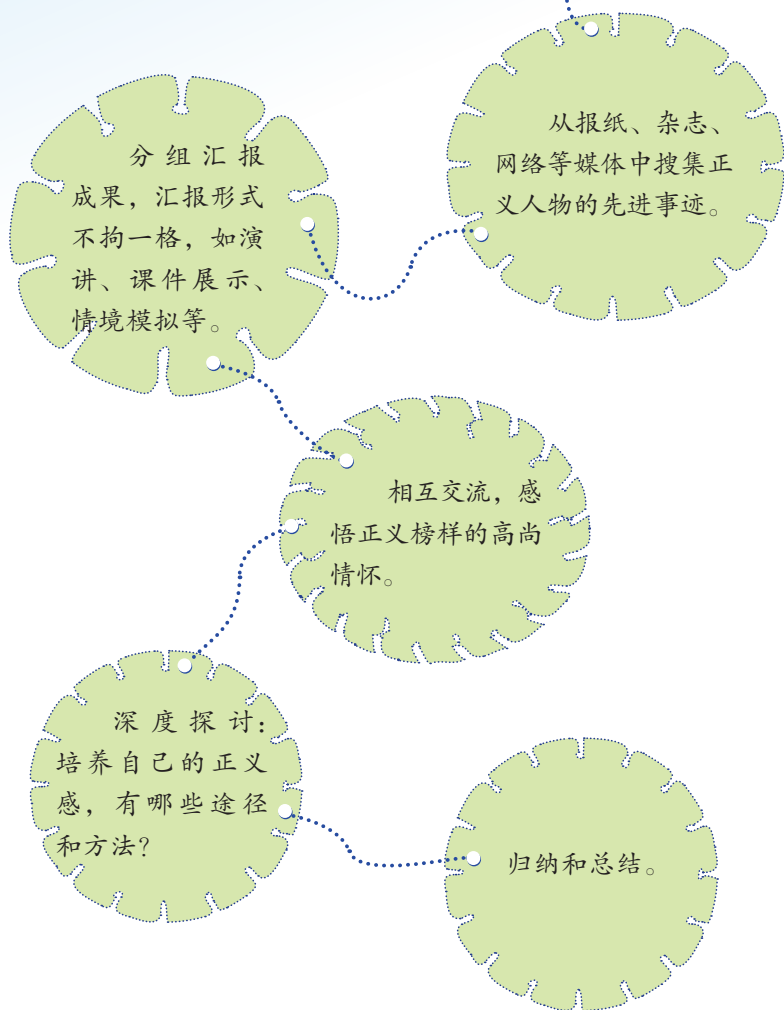 从报纸、杂志、
网络等媒体中搜集正
义人物的先进事迹。
分组汇报
成果，汇报形式
不拘一格，如演
讲、课件展示、
情境模拟等。
相互交流，感
悟正义榜样的高尚
情怀。
深度探讨：
培养自己的正义
感，有哪些途径
和方法？
归纳和总结。